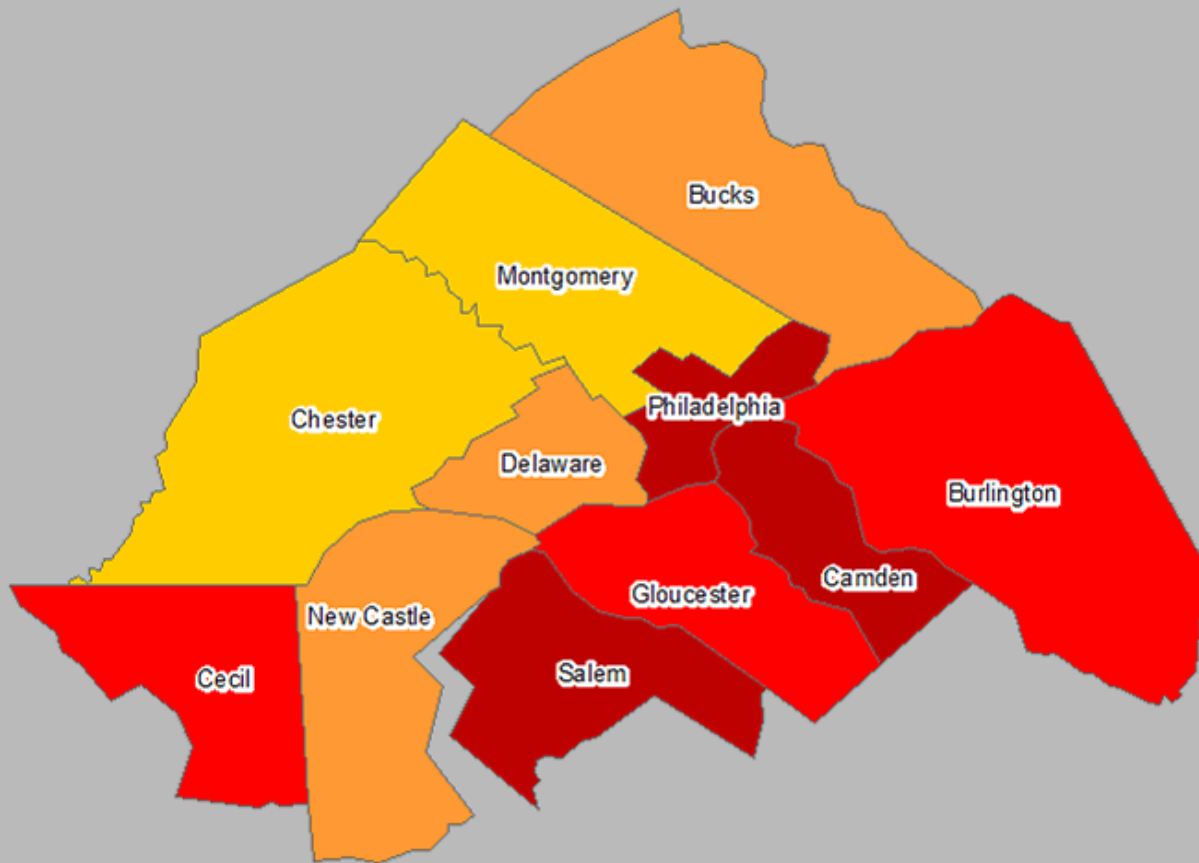 Bucks
Montgomery
Philadelphia
Chester
Delaware
Burlington
Camden
Gloucester
New Castle
Salem
Cecil